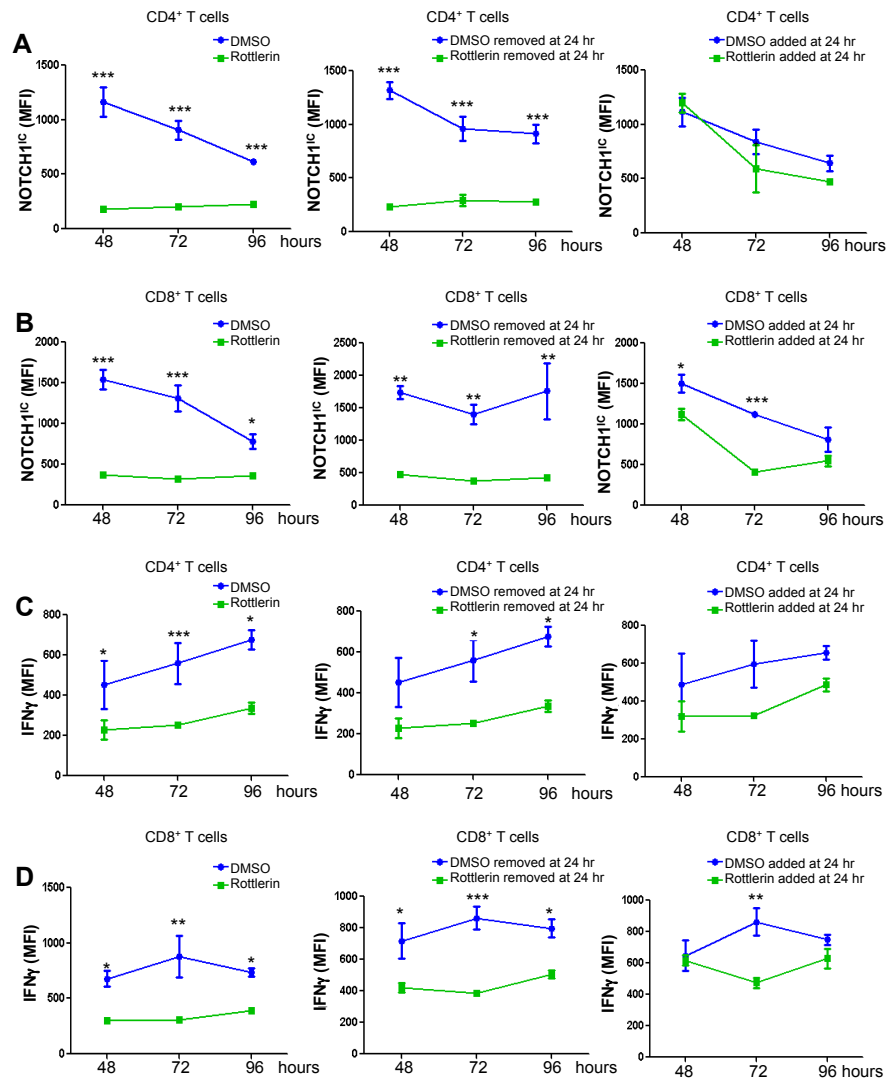 A
CD4⁺ T cells
DMSO
Rottlerin
***
***
***
NOTCH1ᴵᶜ (MFI)
1500
1000
500
0
48 72 96 hours
CD4⁺ T cells
DMSO removed at 24 hr
Rottlerin removed at 24 hr
***
***
***
NOTCH1ᴵᶜ (MFI)
1500
1000
500
0
48 72 96 hours
CD4⁺ T cells
DMSO added at 24 hr
Rottlerin added at 24 hr
NOTCH1ᴵᶜ (MFI)
1500
1000
500
0
48 72 96 hours
B
CD8⁺ T cells
DMSO
Rottlerin
***
***
*
NOTCH1ᴵᶜ (MFI)
2000
1500
1000
500
0
48 72 96 hours
CD8⁺ T cells
DMSO removed at 24 hr
Rottlerin removed at 24 hr
**
**
**
NOTCH1ᴵᶜ (MFI)
2500
2000
1500
1000
500
0
48 72 96 hours
CD8⁺ T cells
DMSO added at 24 hr
Rottlerin added at 24 hr
*
***
NOTCH1ᴵᶜ (MFI)
2000
1500
1000
500
0
48 72 96 hours
C
CD4⁺ T cells
DMSO
Rottlerin
*
***
*
IFNγ (MFI)
800
600
400
200
0
48 72 96 hours
CD4⁺ T cells
DMSO removed at 24 hr
Rottlerin removed at 24 hr
*
*
IFNγ (MFI)
800
600
400
200
0
48 72 96 hours
CD4⁺ T cells
DMSO added at 24 hr
Rottlerin added at 24 hr
IFNγ (MFI)
800
600
400
200
0
48 72 96 hours
D
CD8⁺ T cells
DMSO
Rottlerin
*
**
*
IFNγ (MFI)
1500
1000
500
0
48 72 96 hours
CD8⁺ T cells
DMSO removed at 24 hr
Rottlerin removed at 24 hr
*
***
*
IFNγ (MFI)
1000
800
600
400
200
0
48 72 96 hours
CD8⁺ T cells
DMSO added at 24 hr
Rottlerin added at 24 hr
**
IFNγ (MFI)
1000
800
600
400
200
0
48 72 96 hours